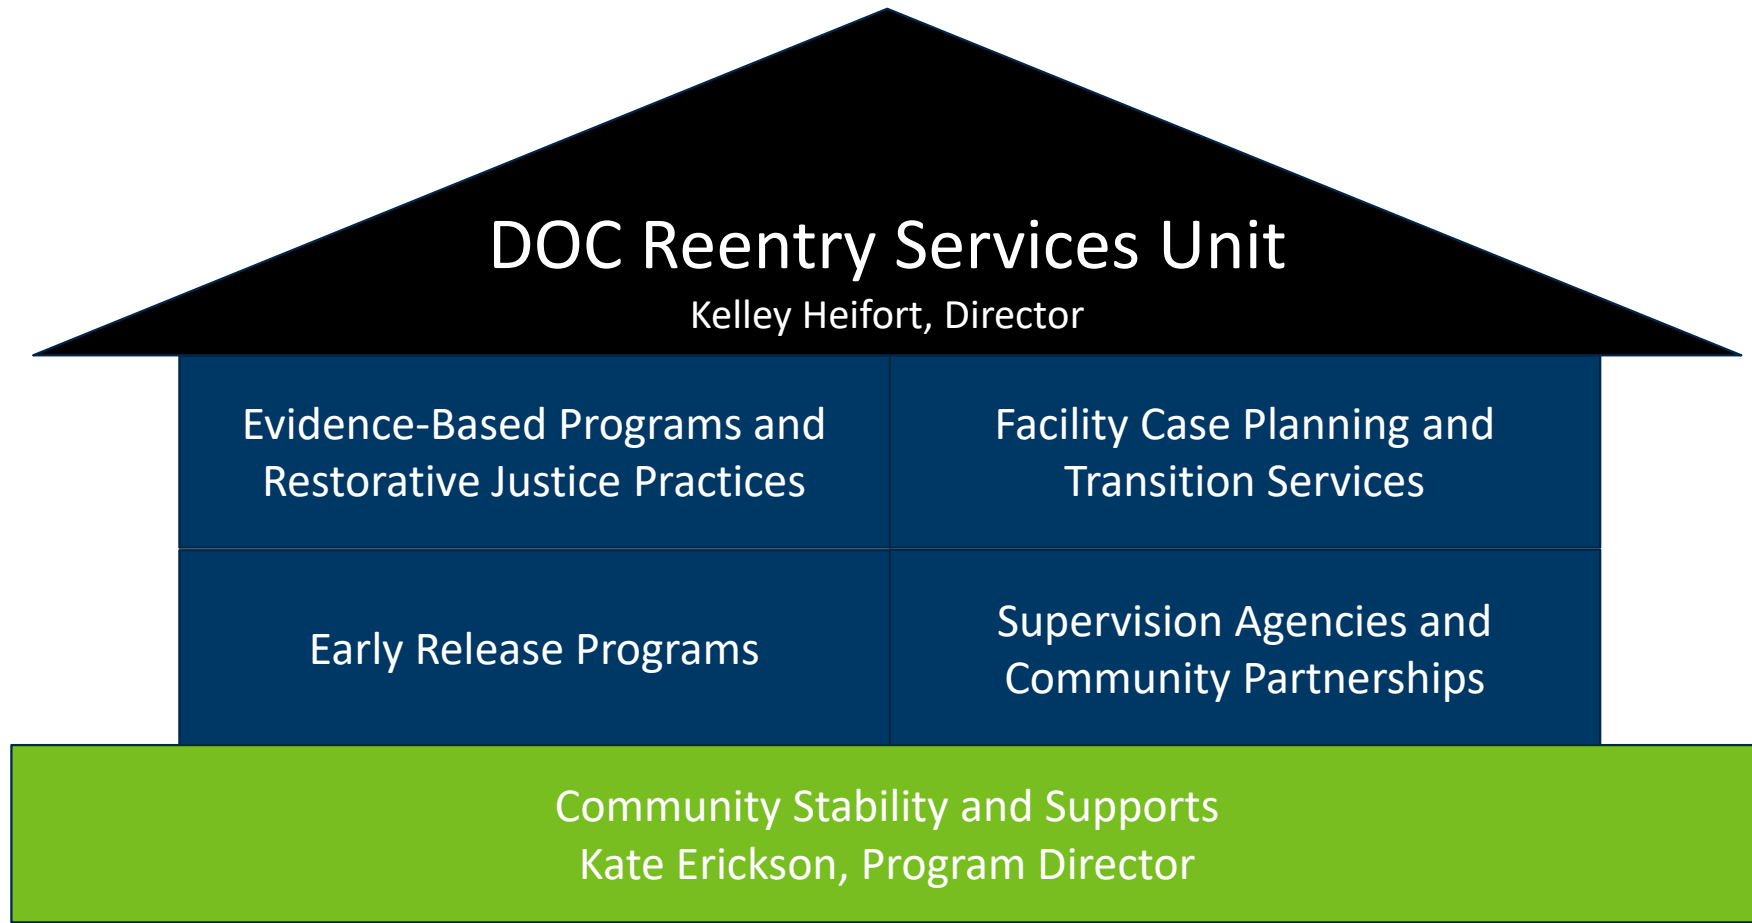 DOC Reentry Services Unit
Kelley Heifort, Director
Evidence-Based Programs and
Restorative Justice Practices
Facility Case Planning and
Transition Services
Early Release Programs
Supervision Agencies and
Community Partnerships
Community Stability and Supports
Kate Erickson, Program Director